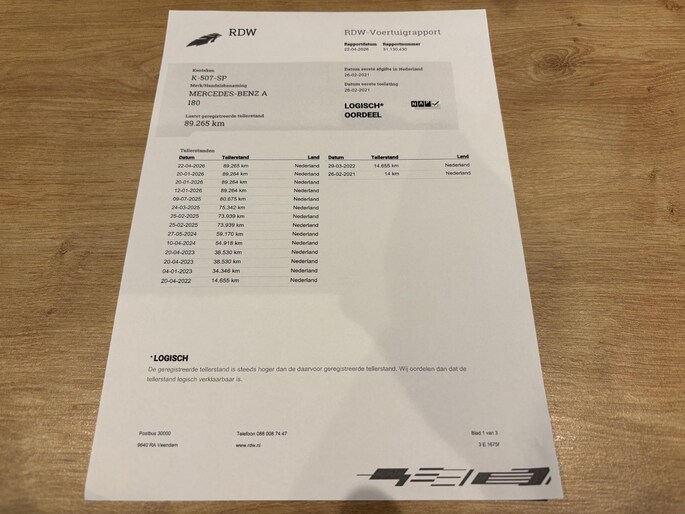 RDW
RDW-Voertuigrapport
Rapportdatum Rapportnummer
Kenteken
K-507-SP
Merk/Handelsbenaming
MERCEDES-BENZ A
180
Laatst geregistreerde tellerstand
89.265 km
Datum eerste afgifte in Nederland
26-02-2021
Datum eerste toelating
26-02-2021
LOGISCH*
OORDEEL
NAP
Tellerstanden
Datum Tellerstand Land Datum Tellerstand Land
22-04-2026 89.265 km Nederland 29-03-2022 14.655 km Nederland
20-01-2026 89.264 km Nederland 26-02-2021 14 km Nederland
20-01-2026 89.264 km Nederland
12-01-2026 89.264 km Nederland
09-07-2025 80.675 km Nederland
24-03-2025 75.342 km Nederland
25-02-2025 73.939 km Nederland
25-02-2025 73.939 km Nederland
27-05-2024 59.170 km Nederland
10-04-2024 54.918 km Nederland
20-04-2023 38.530 km Nederland
20-04-2023 38.530 km Nederland
04-01-2023 34.346 km Nederland
20-04-2022 14.655 km Nederland
*LOGISCH
De geregistreerde tellerstand is steeds hoger dan de daarvoor geregistreerde tellerstand. Wij oordelen dan dat de
tellerstand logisch verklaarbaar is.
Postbus 30000 Telefoon 088 008 74 47 Blad 1 van 3
9640 RA Veendam www.rdw.nl